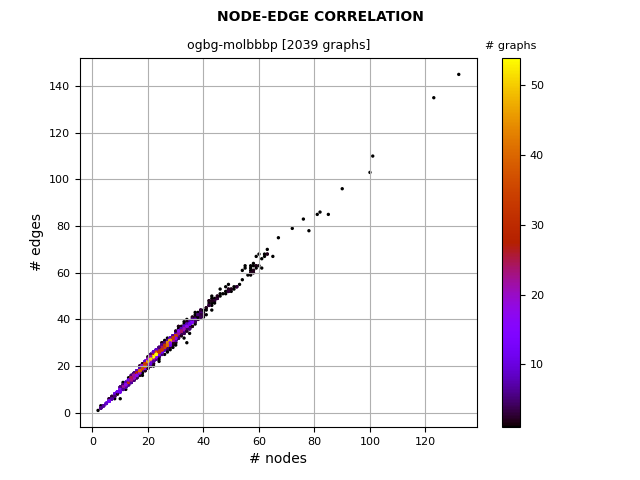 NODE-EDGE CORRELATION
ogbg-molbbbp [2039 graphs]
# graphs
# edges
140
120
100
80
60
40
20
0
0 20 40 60 80 100 120
# nodes
50
40
30
20
10